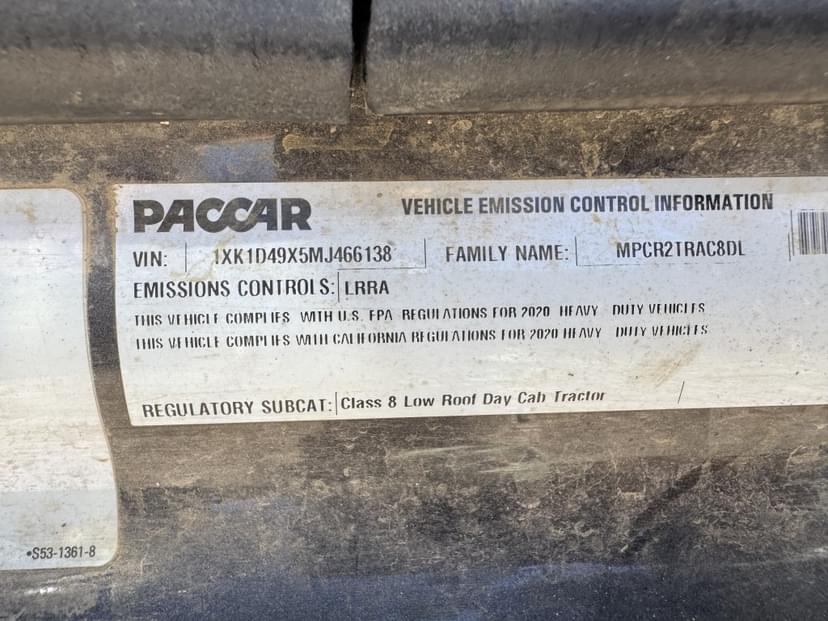 PACCAR VEHICLE EMISSION CONTROL INFORMATION
VIN: 1XK1D49X5MJ466138 FAMILY NAME: MPCR2TRAC8DL
EMISSIONS CONTROLS: LRRA
THIS VEHICLE COMPLIES WITH U.S. EPA REGULATIONS FOR 2020 HEAVY DUTY VEHICLES
THIS VEHICLE COMPLIES WITH CALIFORNIA REGULATIONS FOR 2020 HEAVY DUTY VEHICLES
REGULATORY SUBCAT: Class 8 Low Roof Day Cab Tractor
•S53-1361-8